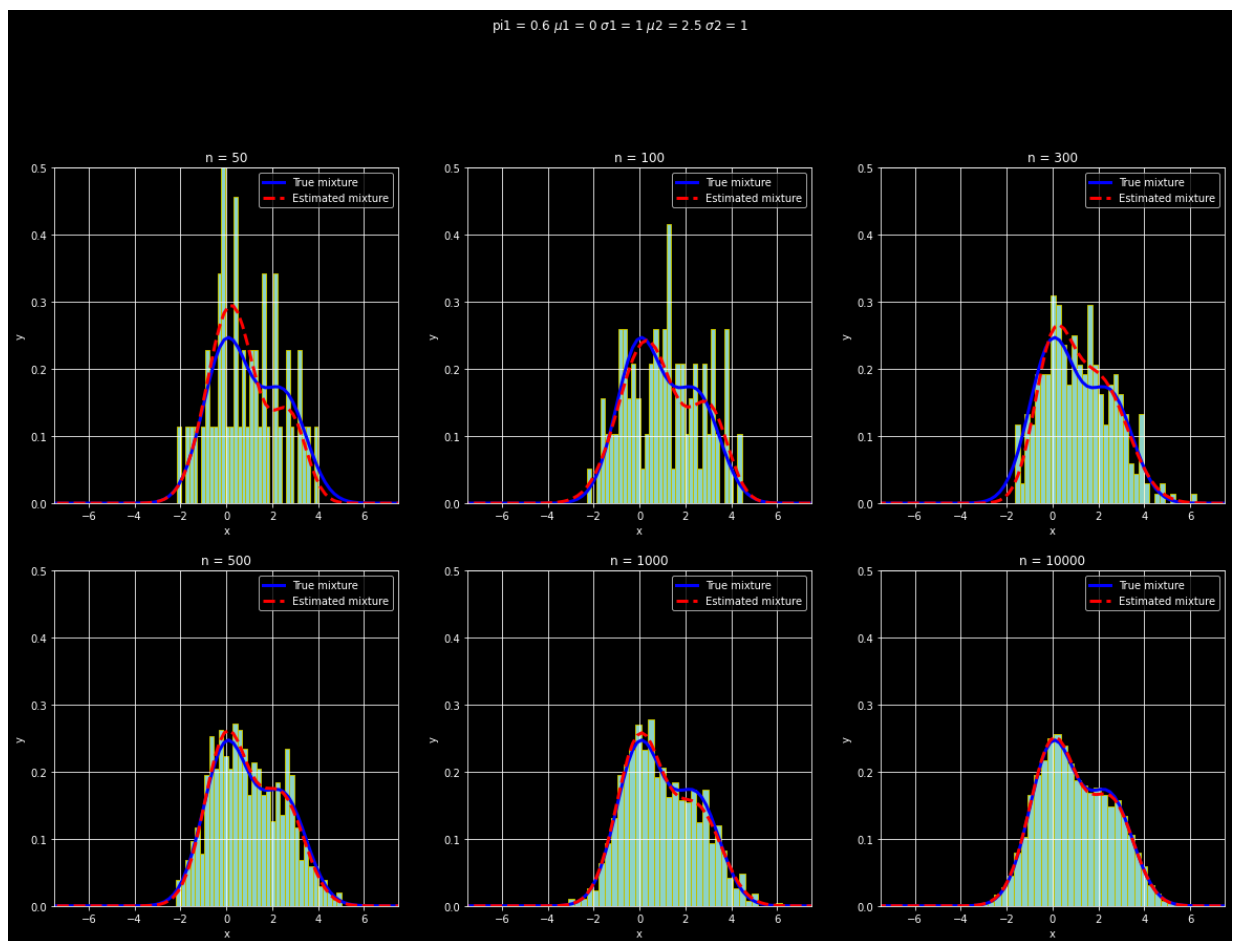 pi1 = 0.6 μ1 = 0 σ1 = 1 μ2 = 2.5 σ2 = 1
n = 50
0.5
0.4
0.3
0.2
0.1
0.0
y
True mixture
Estimated mixture
−6 −4 −2 0 2 4 6
x
n = 100
0.5
0.4
0.3
0.2
0.1
0.0
y
True mixture
Estimated mixture
−6 −4 −2 0 2 4 6
x
n = 300
0.5
0.4
0.3
0.2
0.1
0.0
y
True mixture
Estimated mixture
−6 −4 −2 0 2 4 6
x
n = 500
0.5
0.4
0.3
0.2
0.1
0.0
y
True mixture
Estimated mixture
−6 −4 −2 0 2 4 6
x
n = 1000
0.5
0.4
0.3
0.2
0.1
0.0
y
True mixture
Estimated mixture
−6 −4 −2 0 2 4 6
x
n = 10000
0.5
0.4
0.3
0.2
0.1
0.0
y
True mixture
Estimated mixture
−6 −4 −2 0 2 4 6
x